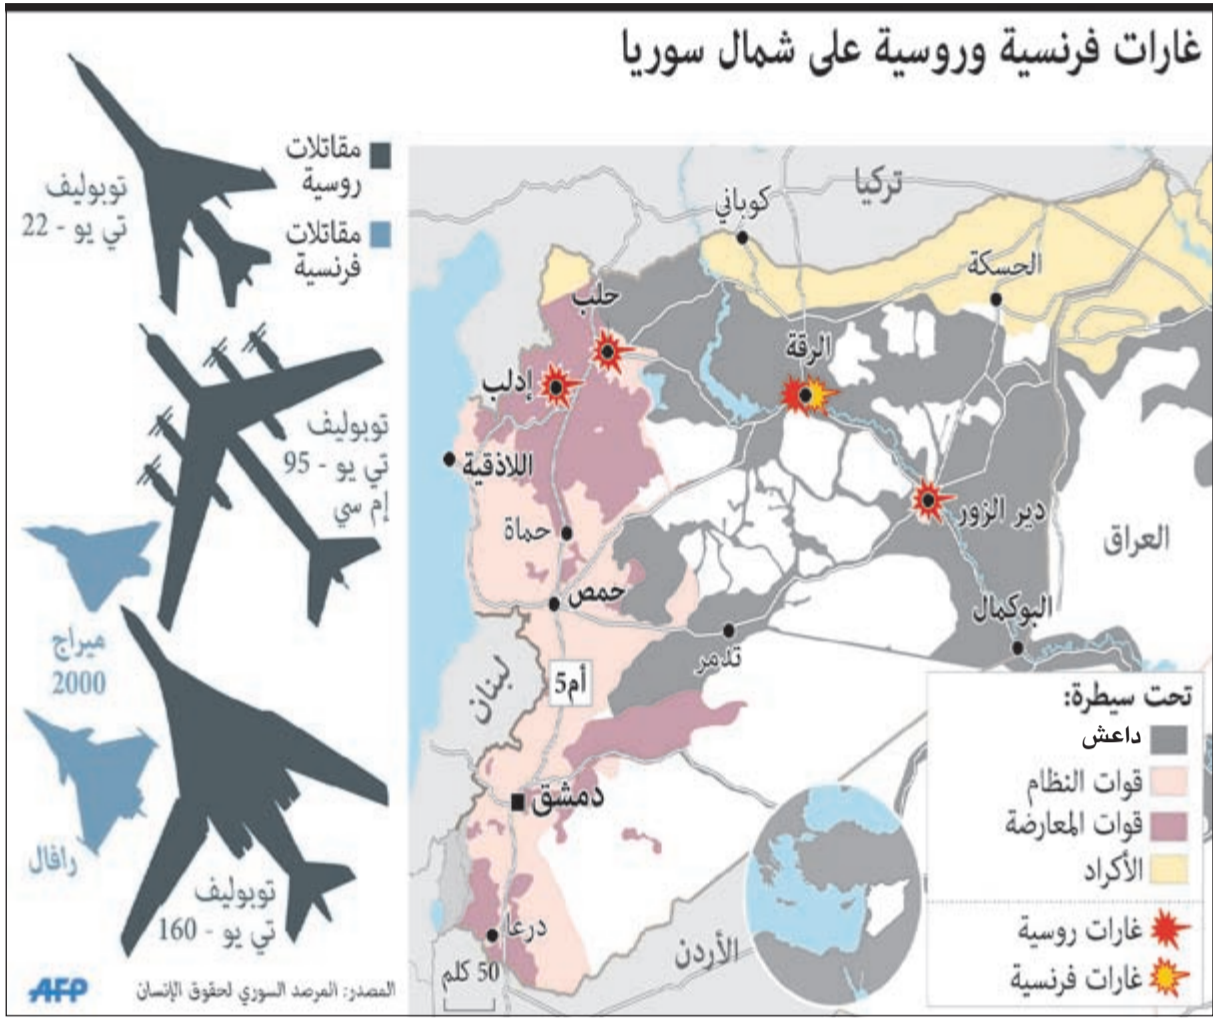 غارات فرنسية وروسية على شمال سوريا
مقاتلات
روسية
مقاتلات
فرنسية
توبوليف
تي يو - 22
توبوليف
تي يو - 95
إم سي
ميراج
2000
رافال
توبوليف
تي يو - 160
تركيا
كوباني
الحسكة
حلب
الرقة
إدلب
اللاذقية
دير الزور
حماة
العراق
حمص
البوكمال
تدمر
لبنان
أم5
دمشق
درعا
الأردن
50 كلم
تحت سيطرة:
داعش
قوات النظام
قوات المعارضة
الأكراد
غارات روسية
غارات فرنسية
المصدر: المرصد السوري لحقوق الإنسان
AFP